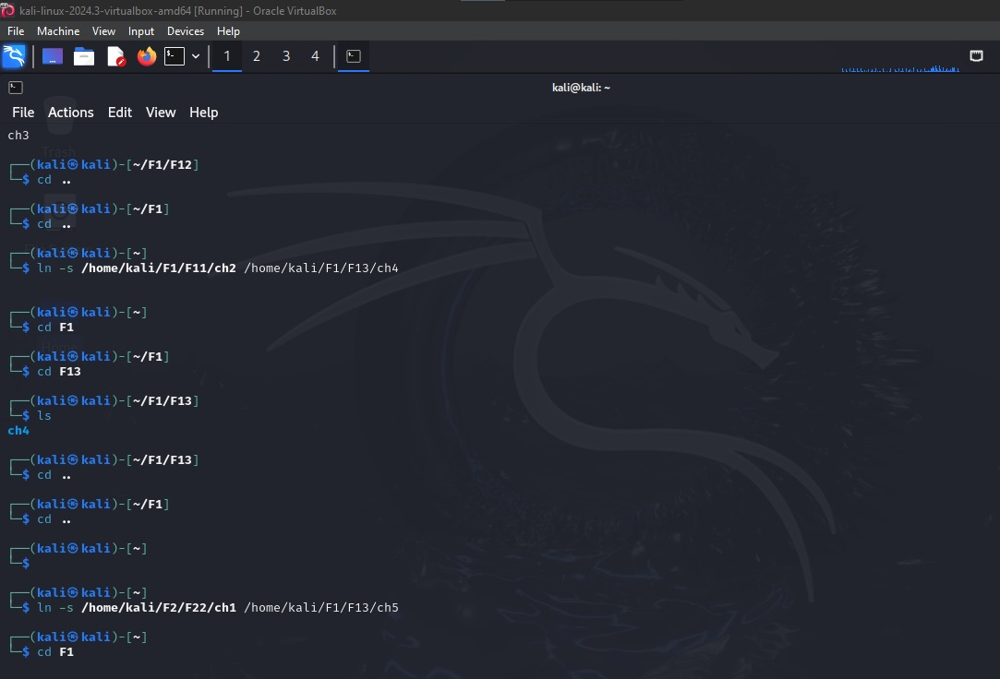 kali-linux-2024.3-virtualbox-amd64 [Running] - Oracle VirtualBox
File Machine View Input Devices Help
1 2 3 4
kali@kali: ~
File Actions Edit View Help
ch3
Trash
┌──(kali㉿kali)-[~/F1/F12]
└─$ cd ..
┌──(kali㉿kali)-[~/F1]
└─$ cd ..
┌──(kali㉿kali)-[~]
└─$ ln -s /home/kali/F1/F11/ch2 /home/kali/F1/F13/ch4
┌──(kali㉿kali)-[~]
└─$ cd F1
Home
┌──(kali㉿kali)-[~/F1]
└─$ cd F13
┌──(kali㉿kali)-[~/F1/F13]
└─$ ls
ch4
┌──(kali㉿kali)-[~/F1/F13]
└─$ cd ..
┌──(kali㉿kali)-[~/F1]
└─$ cd ..
┌──(kali㉿kali)-[~]
└─$
┌──(kali㉿kali)-[~]
└─$ ln -s /home/kali/F2/F22/ch1 /home/kali/F1/F13/ch5
┌──(kali㉿kali)-[~]
└─$ cd F1